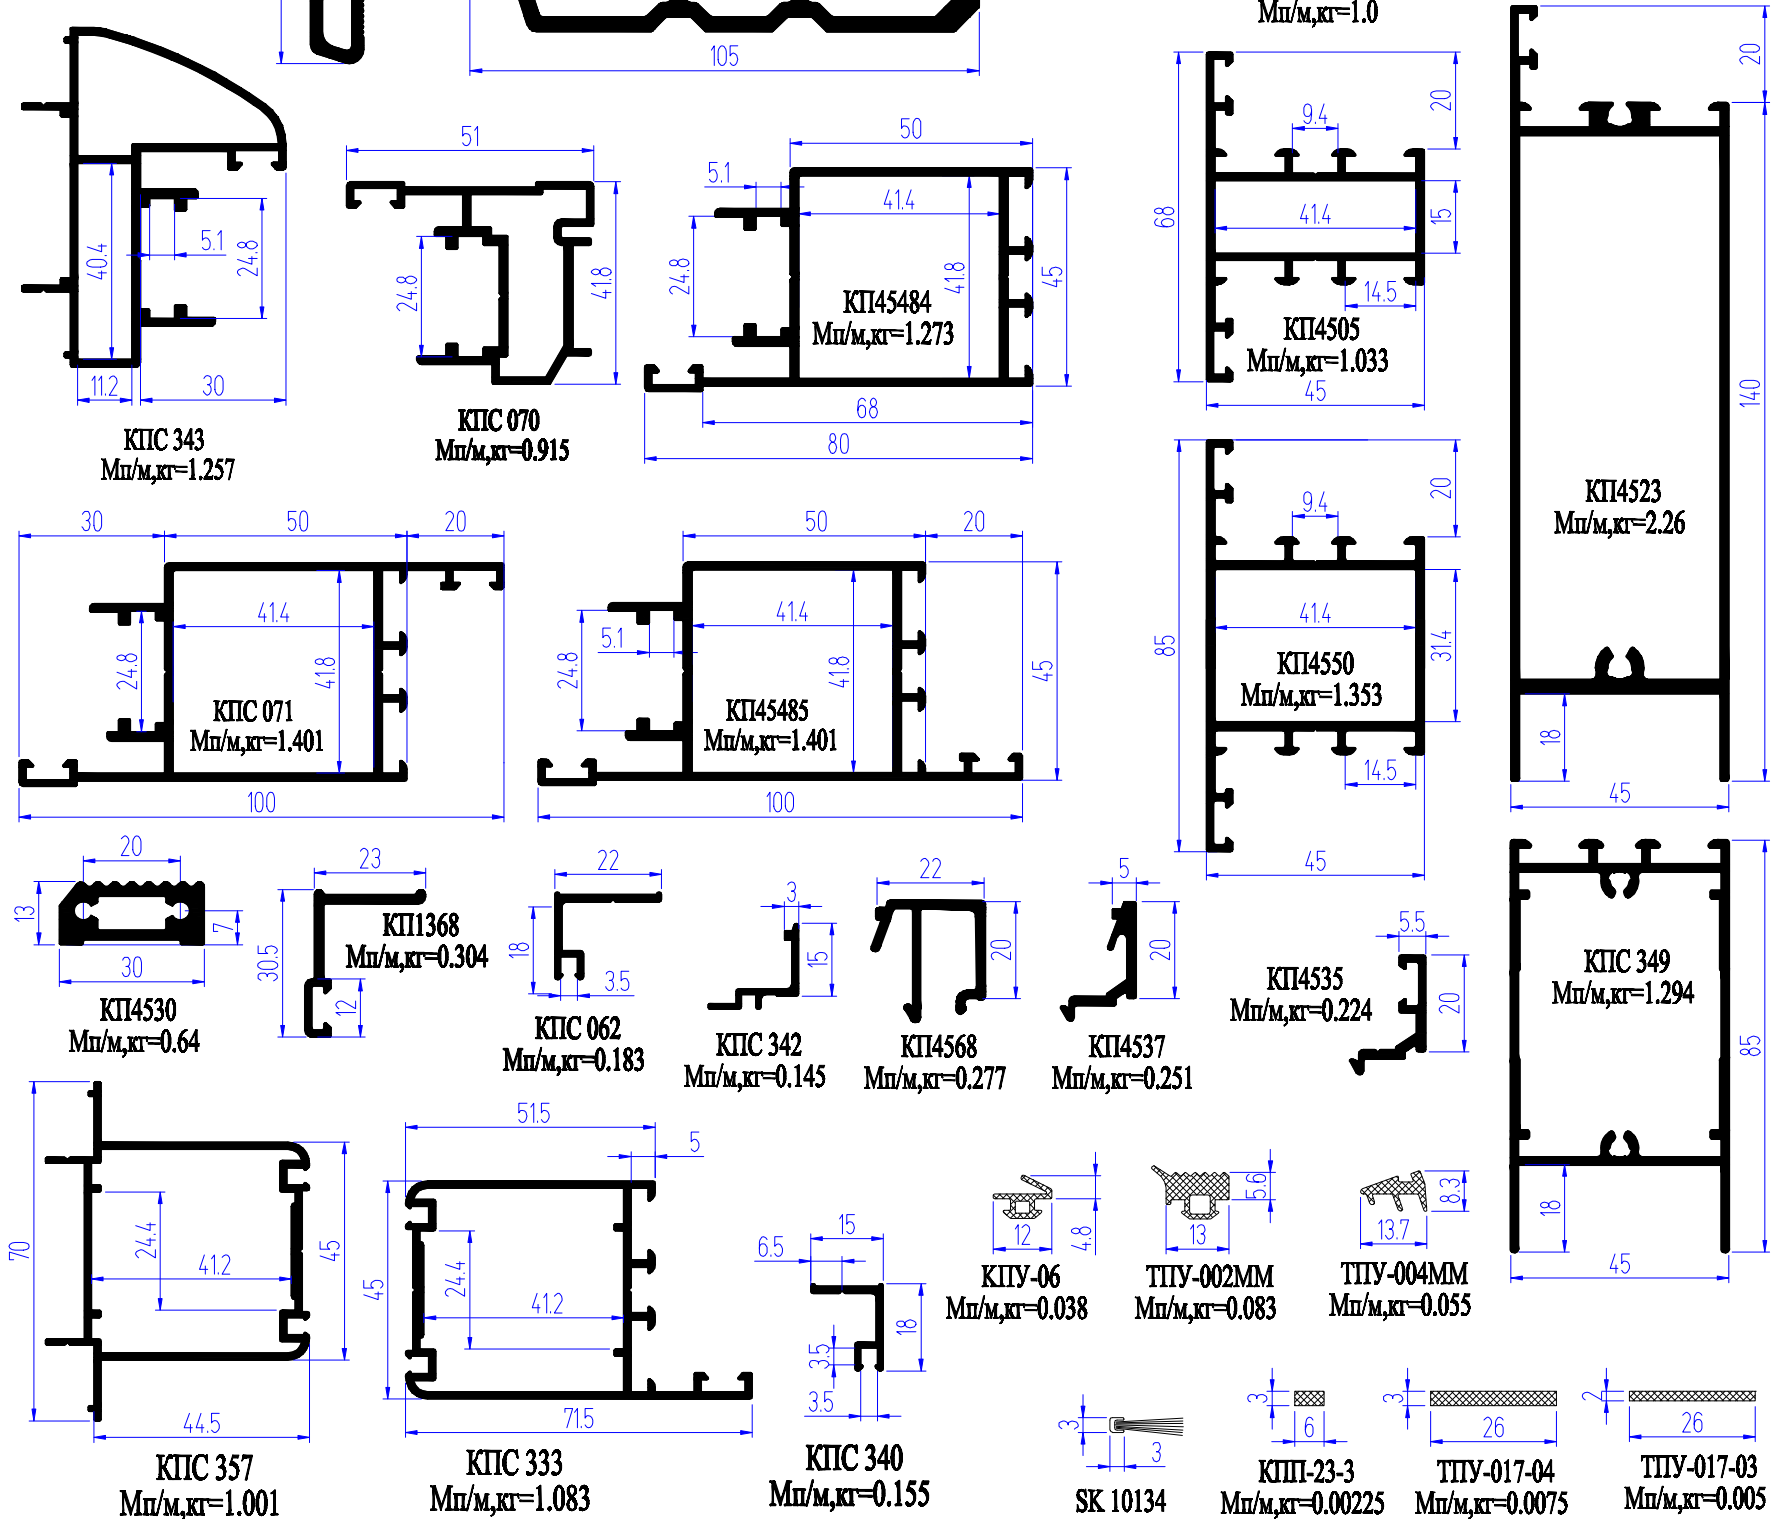 Мп/м,кг=1.0
105
20
51
50
5.1
41.4
24.8
41.8
45
68
80
КП45484
Мп/м,кг=1.273
68
20
9.4
41.4
15
14.5
КП4505
Мп/м,кг=1.033
45
140
КП4523
Мп/м,кг=2.26
18
45
40.4
5.1
24.8
11.2
30
КПС 343
Мп/м,кг=1.257
24.8
41.8
КПС 070
Мп/м,кг=0.915
30
50
20
41.4
24.8
41.8
КПС 071
Мп/м,кг=1.401
100
50
20
41.4
5.1
24.8
41.8
45
КП45485
Мп/м,кг=1.401
100
85
20
9.4
41.4
31.4
КП4550
Мп/м,кг=1.353
14.5
45
20
13
7
30
КП4530
Мп/м,кг=0.64
23
30.5
12
КП1368
Мп/м,кг=0.304
22
18
3.5
КПС 062
Мп/м,кг=0.183
3
15
КПС 342
Мп/м,кг=0.145
22
20
КП4568
Мп/м,кг=0.277
5
20
КП4537
Мп/м,кг=0.251
5.5
20
КП4535
Мп/м,кг=0.224
КПС 349
Мп/м,кг=1.294
85
18
45
70
24.4
41.2
45
44.5
КПС 357
Мп/м,кг=1.001
51.5
5
45
24.4
41.2
71.5
КПС 333
Мп/м,кг=1.083
15
6.5
18
3.5
3.5
КПС 340
Мп/м,кг=0.155
12
4.8
КПУ-06
Мп/м,кг=0.038
5.6
13
ТПУ-002ММ
Мп/м,кг=0.083
8.3
13.7
ТПУ-004ММ
Мп/м,кг=0.055
3
3
SK 10134
3
6
КПП-23-3
Мп/м,кг=0.00225
3
26
ТПУ-017-04
Мп/м,кг=0.0075
2
26
ТПУ-017-03
Мп/м,кг=0.005